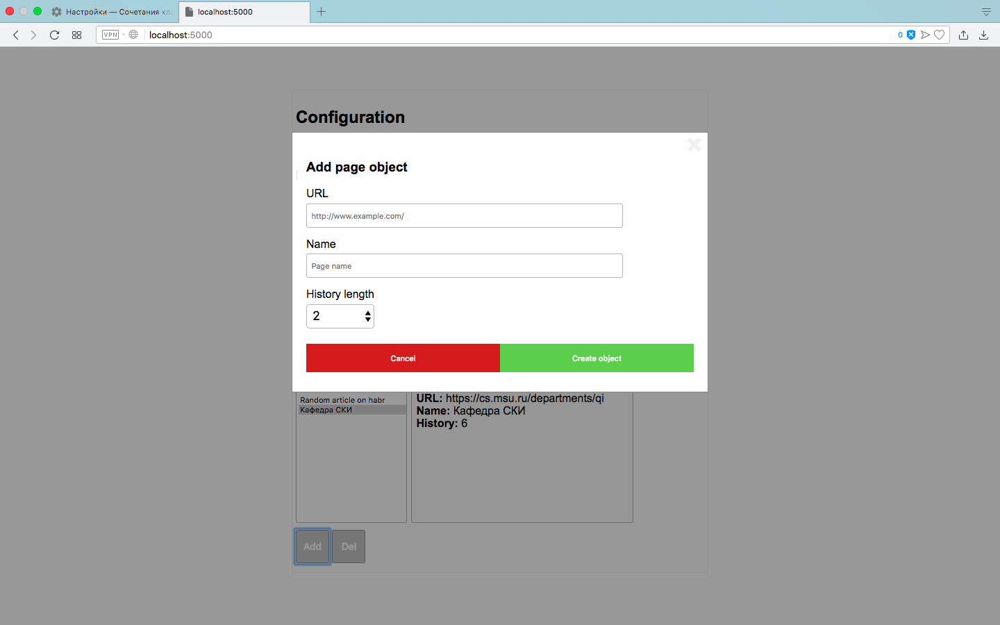 Настройки — Сочетания кла
localhost:5000
VPN
localhost:5000
0
Configuration
Add page object
URL
http://www.example.com/
Name
Page name
History length
2
Cancel
Create object
Random article on habr
Кафедра СКИ
URL: https://cs.msu.ru/departments/qi
Name: Кафедра СКИ
History: 6
Add
Del